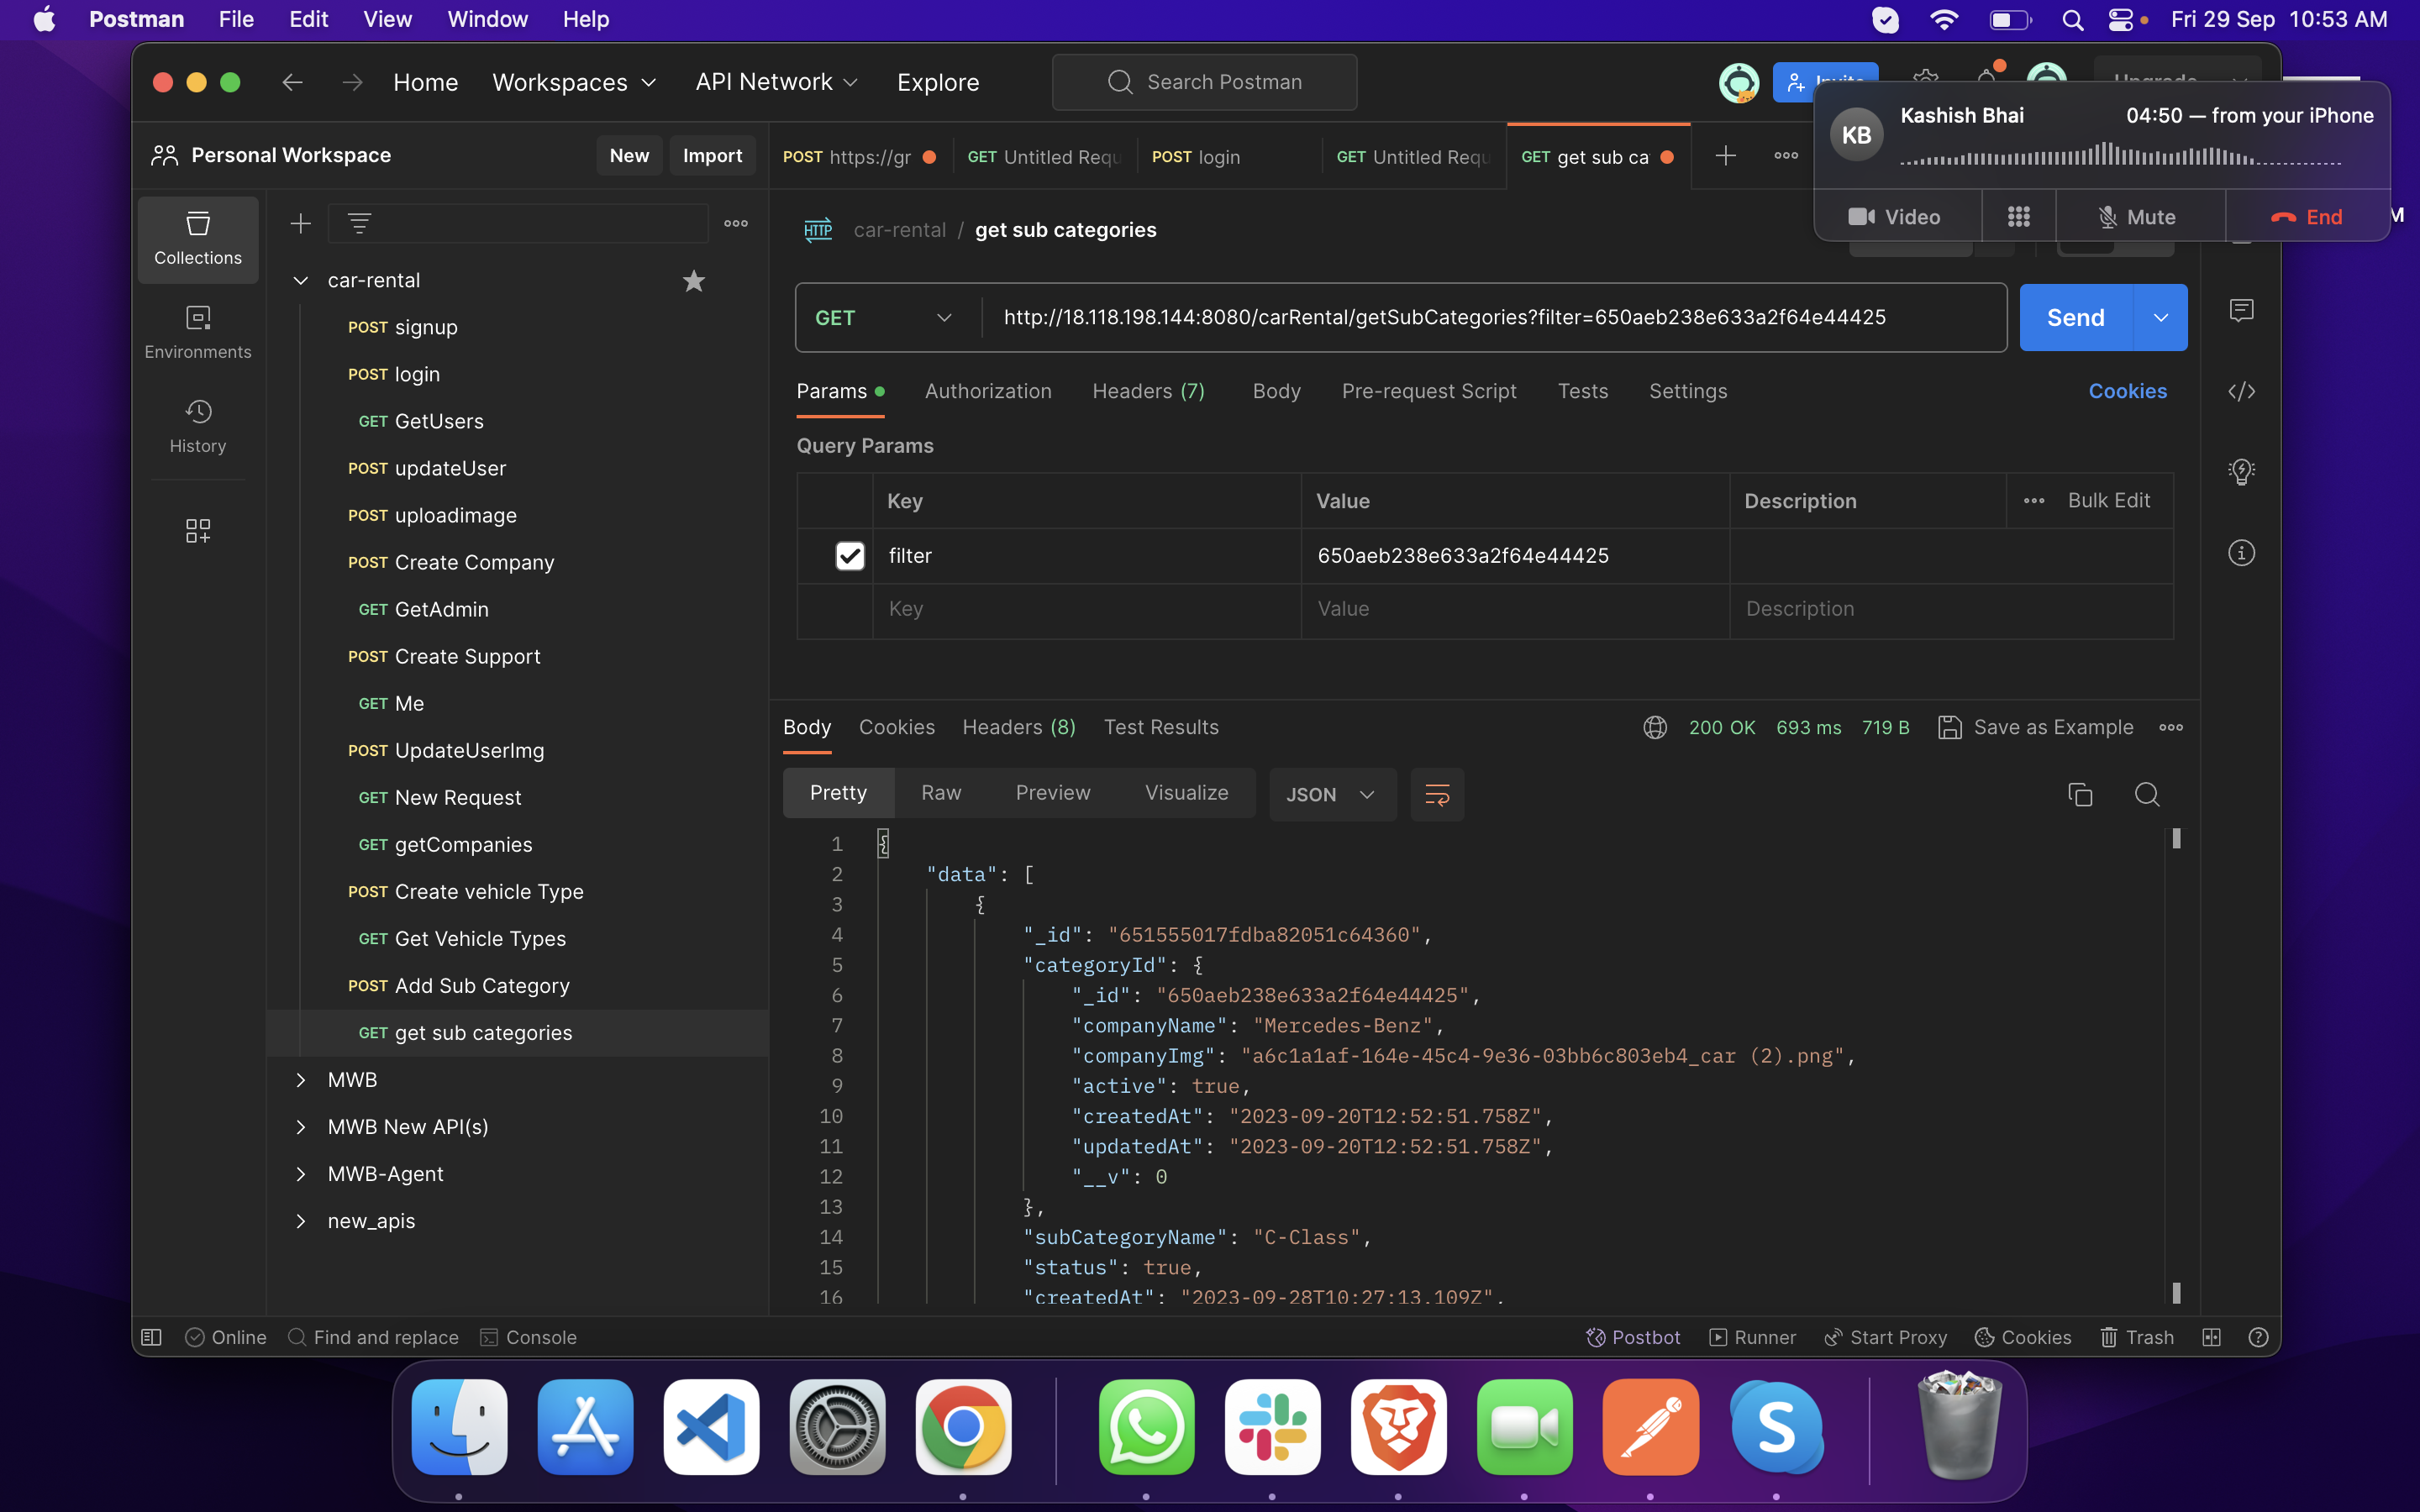 Postman File Edit View Window Help
Fri 29 Sep 10:53 AM
Home Workspaces API Network Explore
Search Postman
Kashish Bhai 04:50 — from your iPhone
KB
Video Mute End
Personal Workspace New Import
POST https://gr GET Untitled Requ POST login GET Untitled Requ GET get sub ca
Collections
Environments
History
car-rental
POST signup
POST login
GET GetUsers
POST updateUser
POST uploadimage
POST Create Company
GET GetAdmin
POST Create Support
GET Me
POST UpdateUserImg
GET New Request
GET getCompanies
POST Create vehicle Type
GET Get Vehicle Types
POST Add Sub Category
GET get sub categories
MWB
MWB New API(s)
MWB-Agent
new_apis
HTTP car-rental / get sub categories
GET http://18.118.198.144:8080/carRental/getSubCategories?filter=650aeb238e633a2f64e44425 Send
Params Authorization Headers (7) Body Pre-request Script Tests Settings Cookies
Query Params
Key Value Description Bulk Edit
filter 650aeb238e633a2f64e44425
Key Value Description
Body Cookies Headers (8) Test Results 200 OK 693 ms 719 B Save as Example
Pretty Raw Preview Visualize JSON
1 {
2 "data": [
3 {
4 "_id": "651555017fdba82051c64360",
5 "categoryId": {
6 "_id": "650aeb238e633a2f64e44425",
7 "companyName": "Mercedes-Benz",
8 "companyImg": "a6c1a1af-164e-45c4-9e36-03bb6c803eb4_car (2).png",
9 "active": true,
10 "createdAt": "2023-09-20T12:52:51.758Z",
11 "updatedAt": "2023-09-20T12:52:51.758Z",
12 "__v": 0
13 },
14 "subCategoryName": "C-Class",
15 "status": true,
16 "createdAt": "2023-09-28T10:27:13.109Z",
Online Find and replace Console
Postbot Runner Start Proxy Cookies Trash